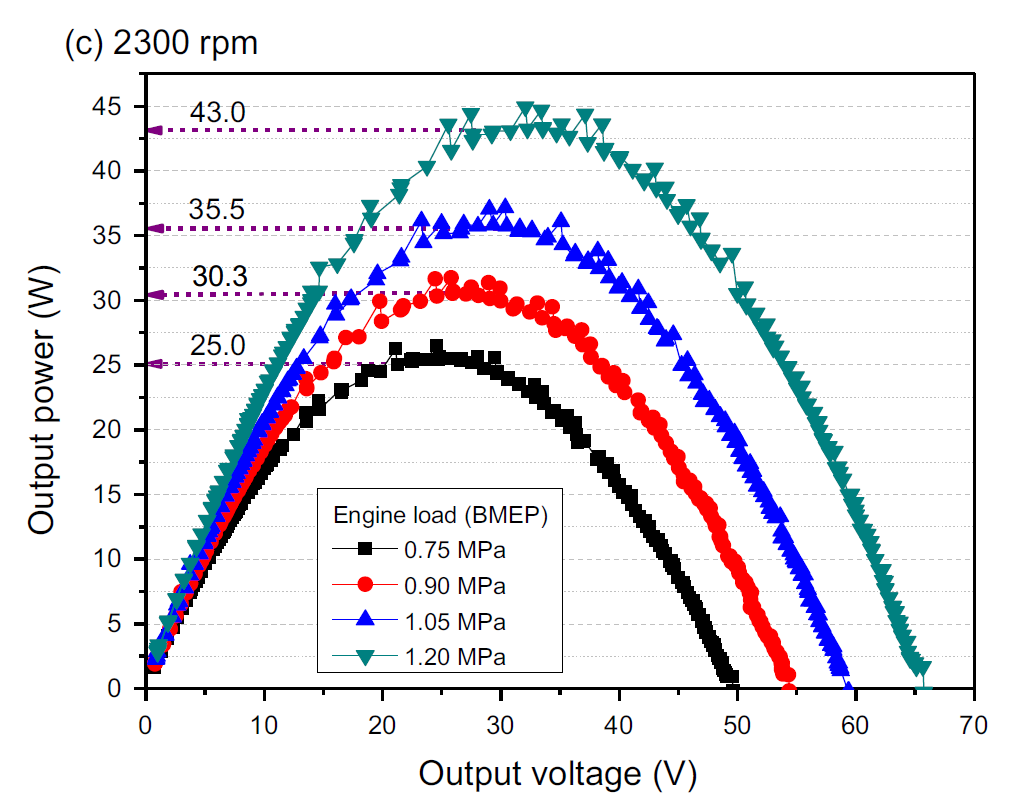 (c) 2300 rpm
Output power (W)
45
40
35
30
25
20
15
10
5
0
43.0
35.5
30.3
25.0
Engine load (BMEP)
0.75 MPa
0.90 MPa
1.05 MPa
1.20 MPa
0 10 20 30 40 50 60 70
Output voltage (V)